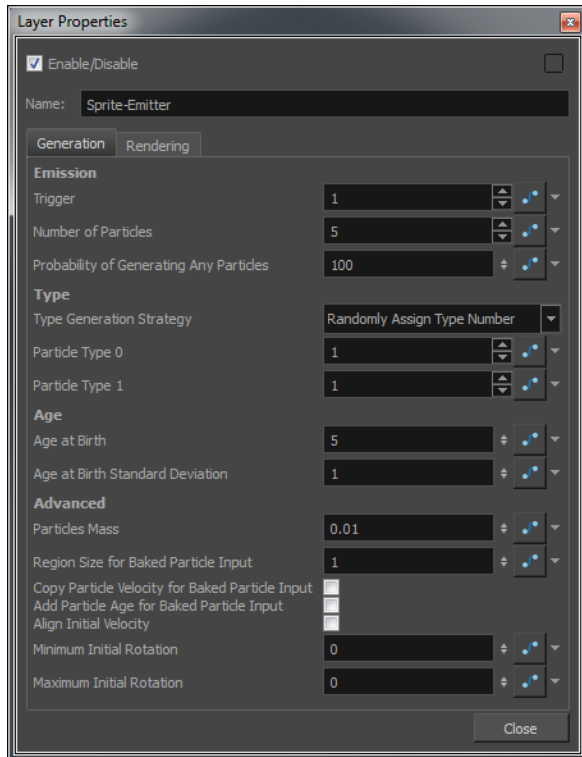 Layer Properties
Enable/Disable
Name: Sprite-Emitter
Generation Rendering
Emission
Trigger 1
Number of Particles 5
Probability of Generating Any Particles 100
Type
Type Generation Strategy Randomly Assign Type Number
Particle Type 0 1
Particle Type 1 1
Age
Age at Birth 5
Age at Birth Standard Deviation 1
Advanced
Particles Mass 0.01
Region Size for Baked Particle Input 1
Copy Particle Velocity for Baked Particle Input
Add Particle Age for Baked Particle Input
Align Initial Velocity
Minimum Initial Rotation 0
Maximum Initial Rotation 0
Close